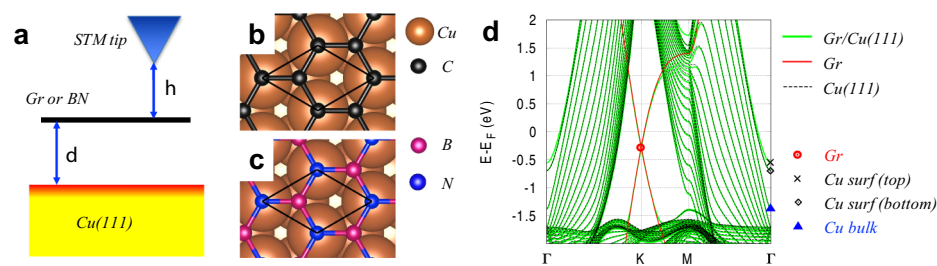 a
STM tip
h
Gr or BN
d
Cu(111)
b
Cu
C
c
B
N
d
E-E_F (eV)
2
1.5
1
0.5
0
-0.5
-1
-1.5
Γ
K
M
Γ
Gr/Cu(111)
Gr
Cu(111)
Gr
Cu surf (top)
Cu surf (bottom)
Cu bulk